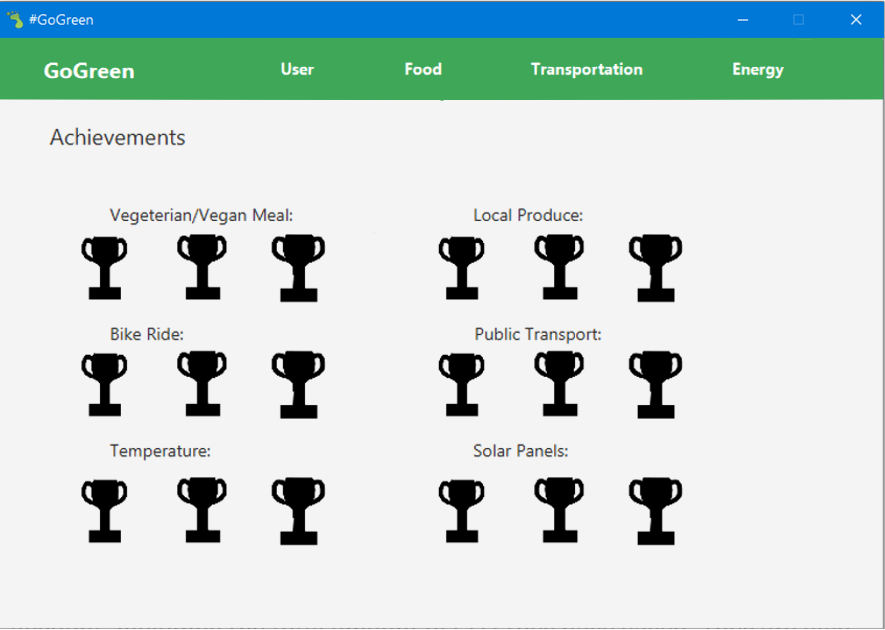 #GoGreen
GoGreen User Food Transportation Energy
Achievements
Vegeterian/Vegan Meal: Local Produce:
Bike Ride: Public Transport:
Temperature: Solar Panels: